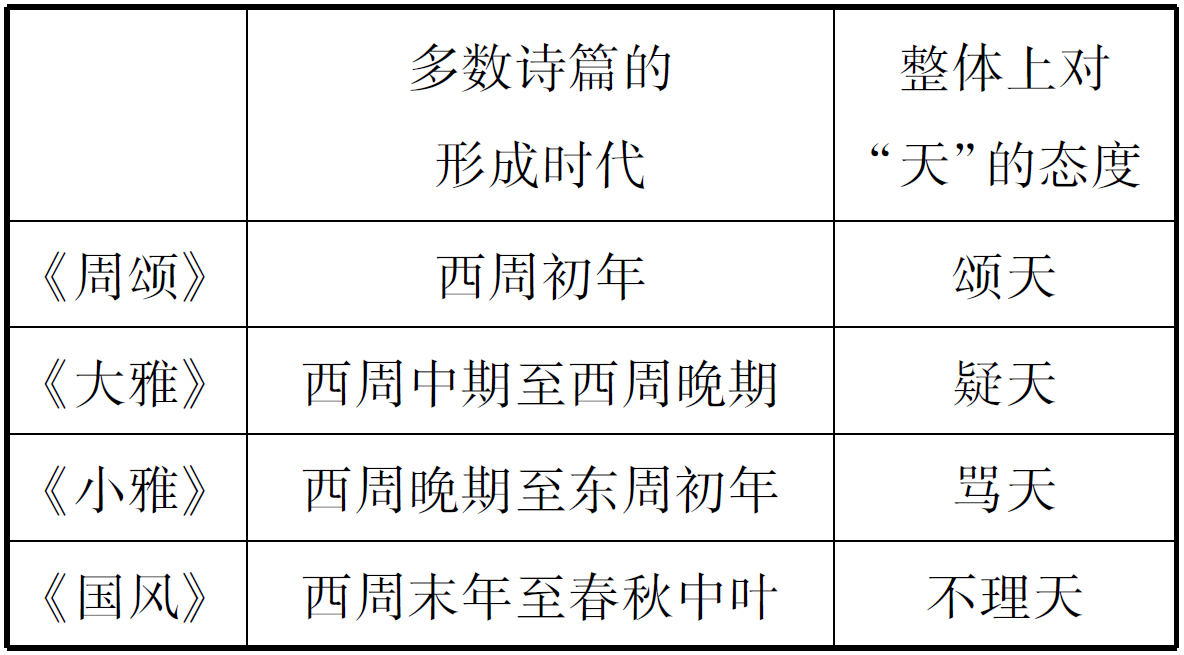 多数诗篇的
形成时代
整体上对
“天”的态度
《周颂》 西周初年 颂天
《大雅》 西周中期至西周晚期 疑天
《小雅》 西周晚期至东周初年 骂天
《国风》 西周末年至春秋中叶 不理天